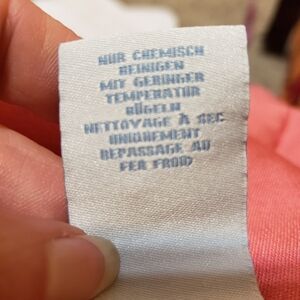 NUR CHEMISCH
REINIGEN
MIT GERINGER
TEMPERATUR
BÜGELN
NETTOYAGE À SEC
UNIQUEMENT
REPASSAGE AU
FER FROID